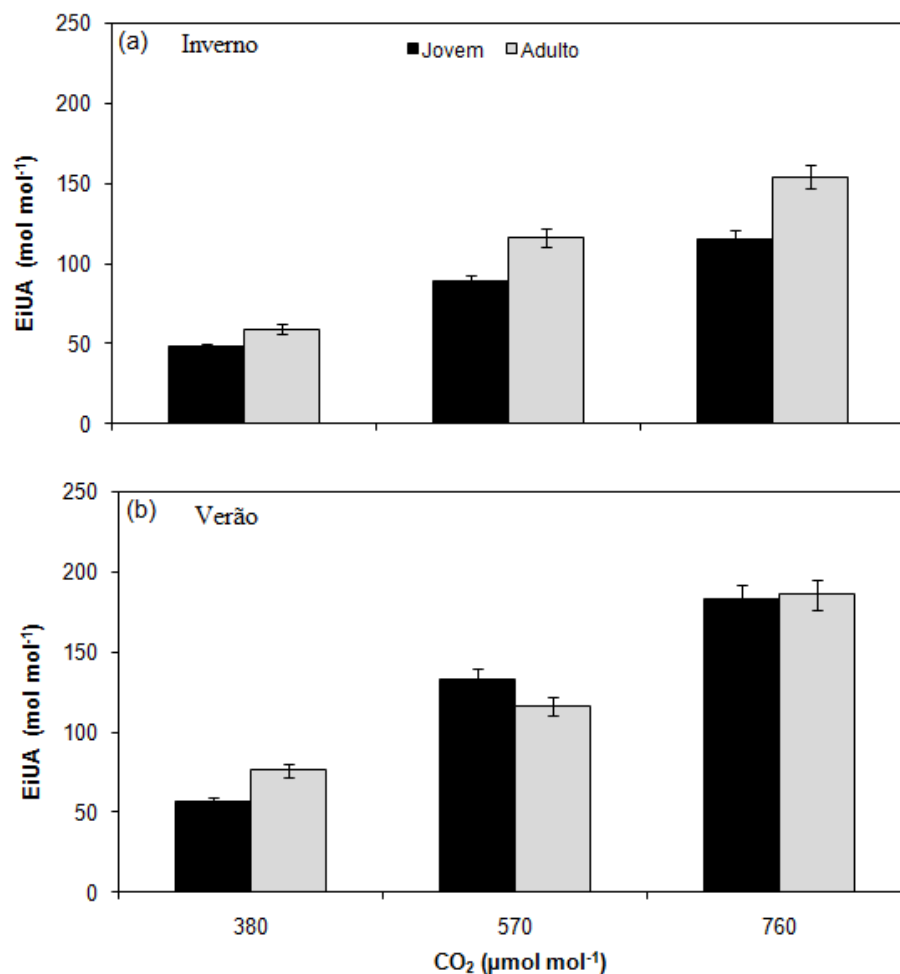 (a) Inverno
Jovem Adulto
EiUA (mol mol⁻¹)
250
200
150
100
50
0
(b) Verão
EiUA (mol mol⁻¹)
250
200
150
100
50
0
380 570 760
CO₂ (µmol mol⁻¹)